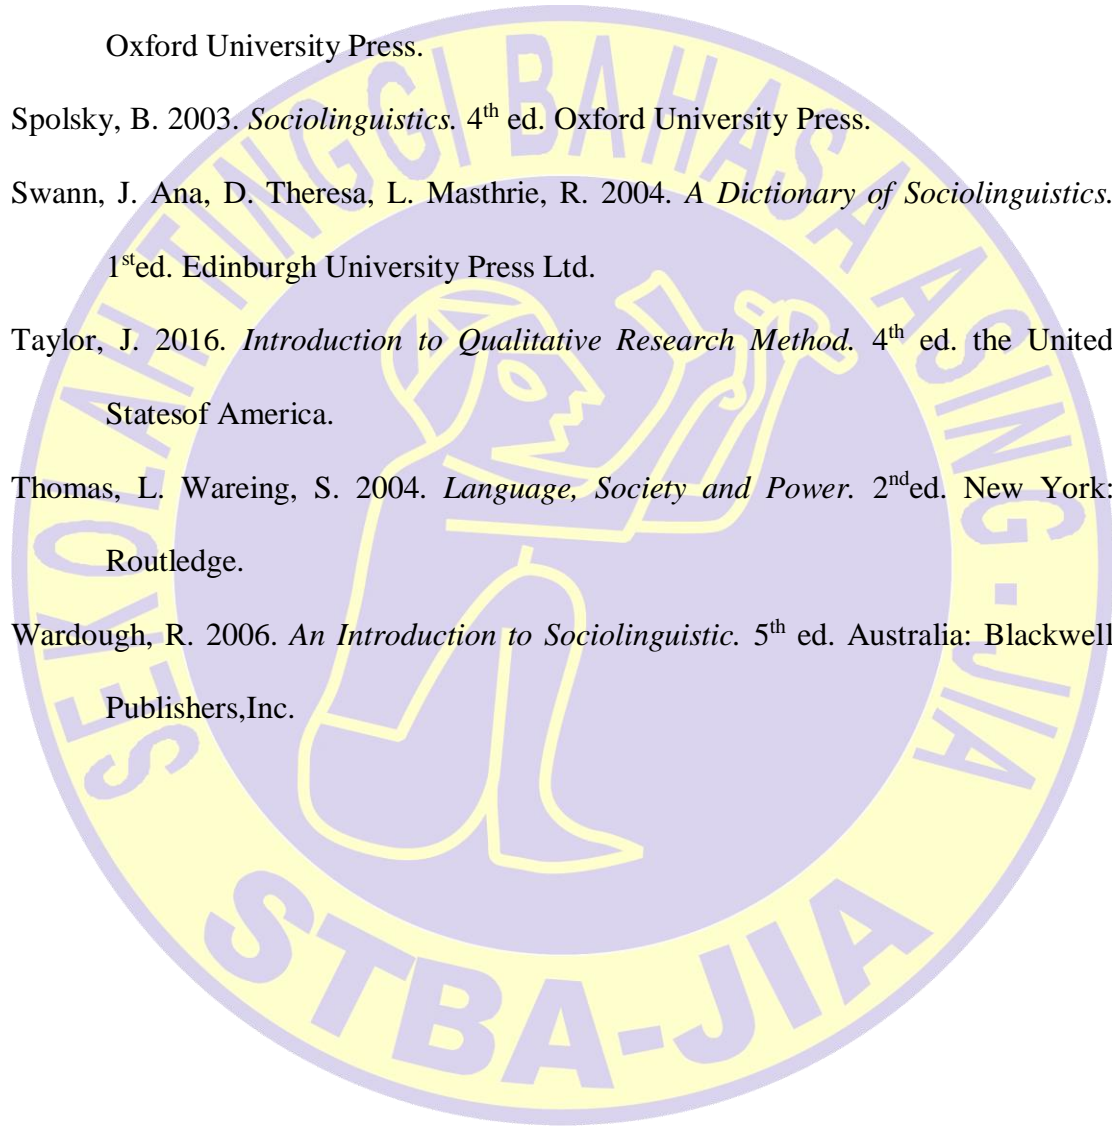 Oxford University Press.
Spolsky, B. 2003. Sociolinguistics. 4th ed. Oxford University Press.
Swann, J. Ana, D. Theresa, L. Masthrie, R. 2004. A Dictionary of Sociolinguistics.
1sted. Edinburgh University Press Ltd.
Taylor, J. 2016. Introduction to Qualitative Research Method. 4th ed. the United
Statesof America.
Thomas, L. Wareing, S. 2004. Language, Society and Power. 2nded. New York:
Routledge.
Wardough, R. 2006. An Introduction to Sociolinguistic. 5th ed. Australia: Blackwell
Publishers,Inc.
SEKOLAH TINGGI BAHASA ASING - JIA
STBA-JIA